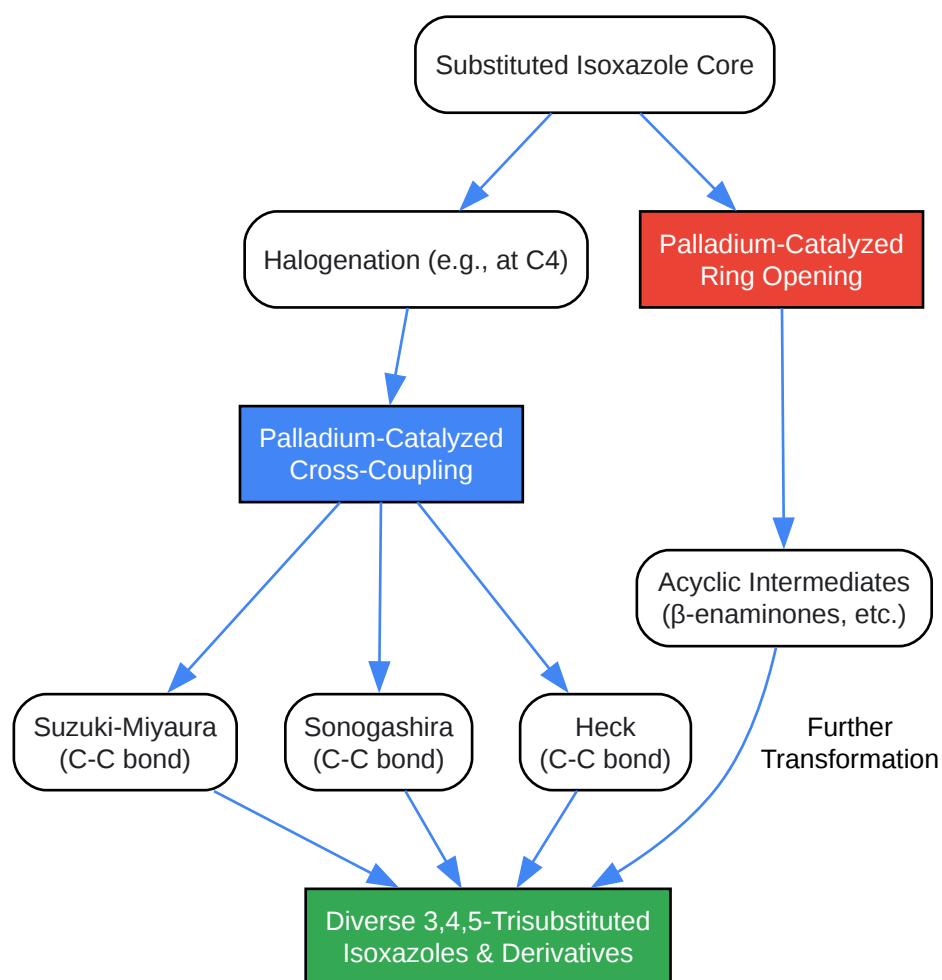 Substituted Isoxazole Core
Halogenation (e.g., at C4)
Palladium-Catalyzed
Ring Opening
Palladium-Catalyzed
Cross-Coupling
Acyclic Intermediates
(β-enaminones, etc.)
Suzuki-Miyaura
(C-C bond)
Sonogashira
(C-C bond)
Heck
(C-C bond)
Further
Transformation
Diverse 3,4,5-Trisubstituted
Isoxazoles & Derivatives